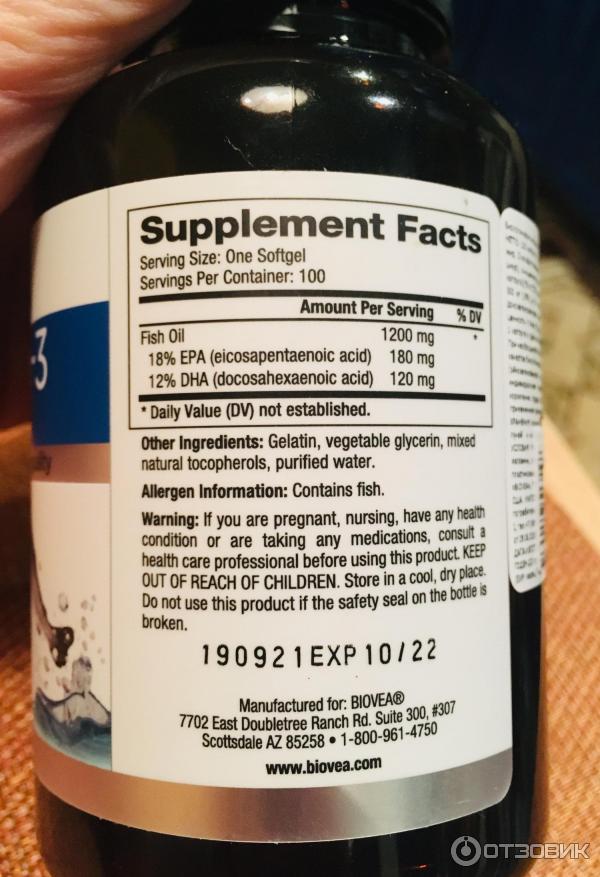 Supplement Facts
Serving Size: One Softgel
Servings Per Container: 100
Amount Per Serving % DV
Fish Oil 1200 mg *
18% EPA (eicosapentaenoic acid) 180 mg
12% DHA (docosahexaenoic acid) 120 mg
* Daily Value (DV) not established.
Other Ingredients: Gelatin, vegetable glycerin, mixed
natural tocopherols, purified water.
Allergen Information: Contains fish.
Warning: If you are pregnant, nursing, have any health
condition or are taking any medications, consult a
health care professional before using this product. KEEP
OUT OF REACH OF CHILDREN. Store in a cool, dry place.
Do not use this product if the safety seal on the bottle is
broken.
190921EXP 10/22
Manufactured for: BIOVEA®
7702 East Doubletree Ranch Rd. Suite 300, #307
Scottsdale AZ 85258 • 1-800-961-4750
www.biovea.com
-3
ОТЗОВИК